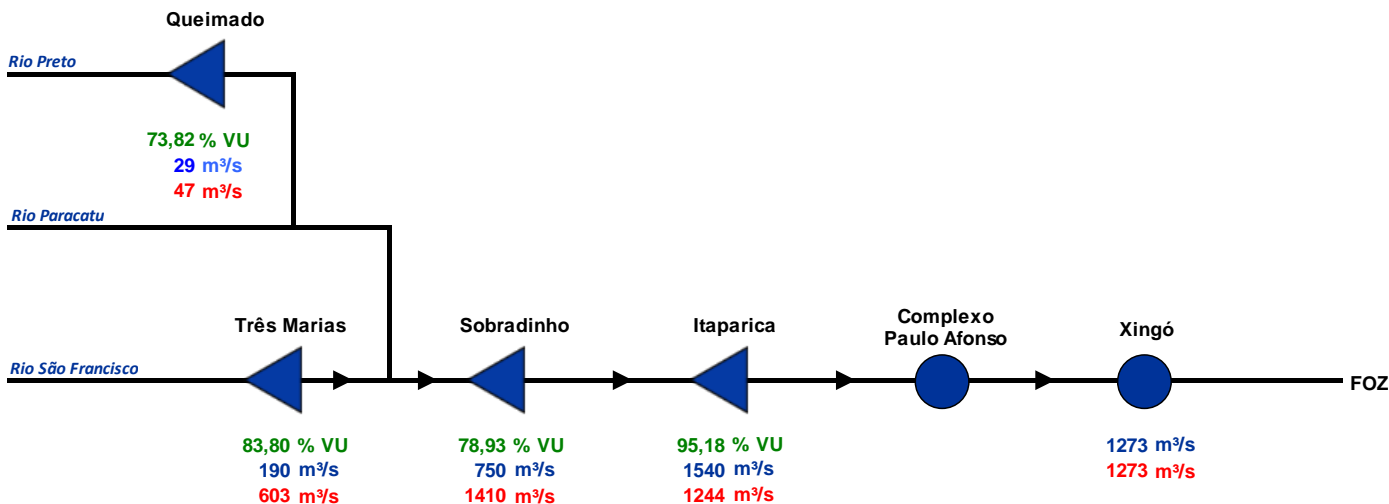 Queimado
Rio Preto
73,82 % VU
29 m³/s
47 m³/s
Rio Paracatu
Três Marias
Sobradinho
Itaparica
Complexo
Paulo Afonso
Xingó
Rio São Francisco
FOZ
83,80 % VU
190 m³/s
603 m³/s
78,93 % VU
750 m³/s
1410 m³/s
95,18 % VU
1540 m³/s
1244 m³/s
1273 m³/s
1273 m³/s